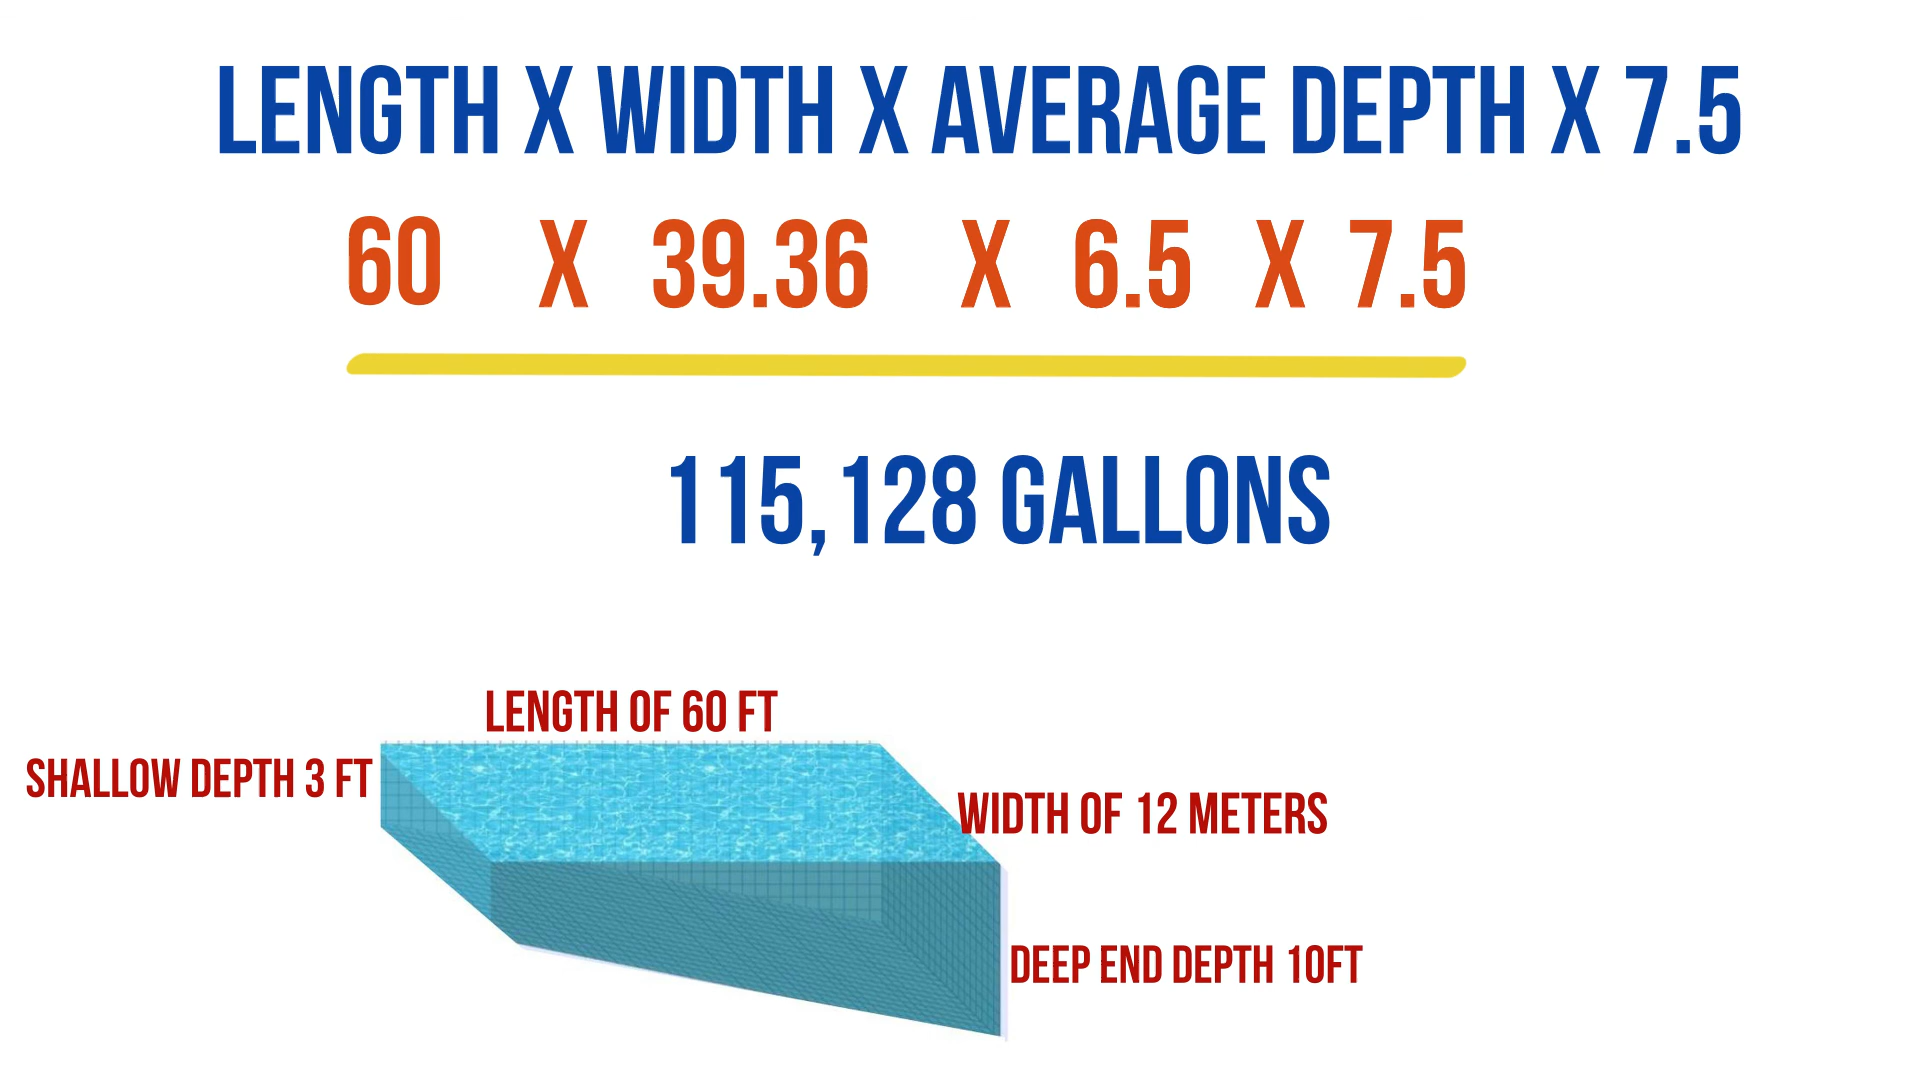 LENGTH X WIDTH X AVERAGE DEPTH X 7.5
60 X 39.36 X 6.5 X 7.5
115,128 GALLONS
LENGTH OF 60 FT
SHALLOW DEPTH 3 FT
WIDTH OF 12 METERS
DEEP END DEPTH 10FT